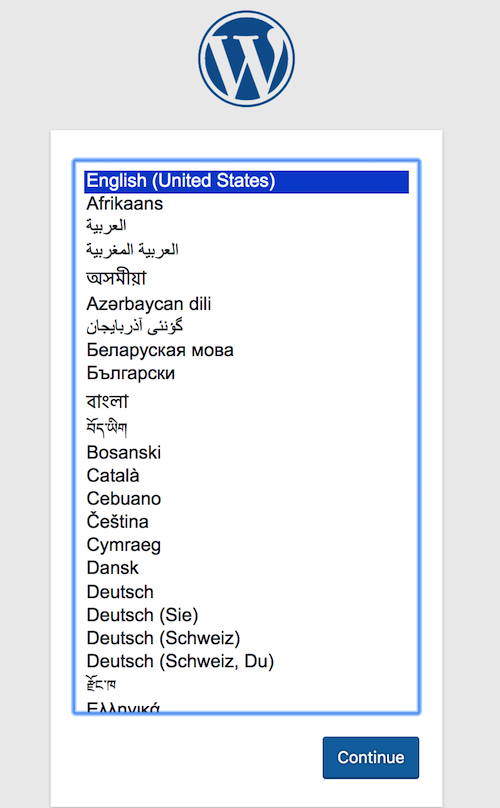 English (United States)
Afrikaans
العربية
العربية المغربية
অসমীয়া
Azərbaycan dili
گؤنئی آذربایجان
Беларуская мова
Български
বাংলা
བོད་ཡིག
Bosanski
Català
Cebuano
Čeština
Cymraeg
Dansk
Deutsch
Deutsch (Sie)
Deutsch (Schweiz)
Deutsch (Schweiz, Du)
རྫོང་ཁ
Ελληνικά
Continue